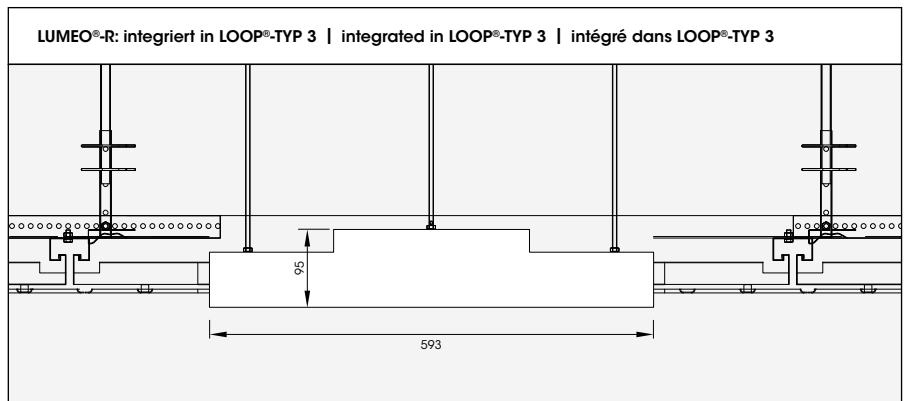 LUMEO®-R: integriert in LOOP®-TYP 3 | integrated in LOOP®-TYP 3 | intégré dans LOOP®-TYP 3
95
593